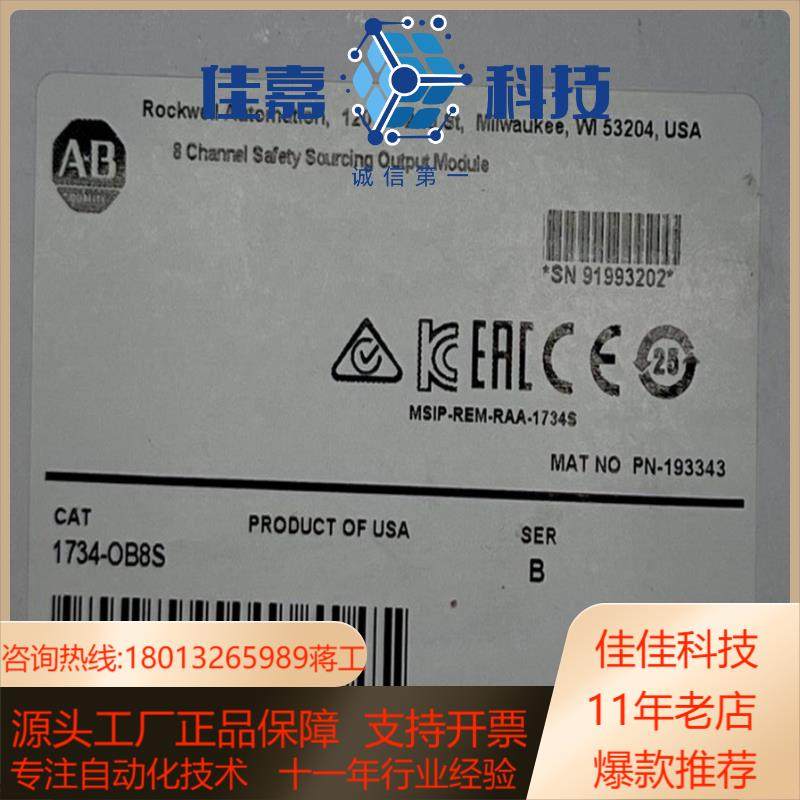 佳嘉 科技
诚信第一
Rockwell Automation, 120 St, Milwaukee, WI 53204, USA
8 Channel Safety Sourcing Output Module
A-B
QUALITY
*SN 91993202*
25
MSIP-REM-RAA-1734S
MAT NO PN-193343
CAT
PRODUCT OF USA
SER
1734-OB8S
B
咨询热线:18013265989蒋工
佳佳科技
11年老店
爆款推荐
源头工厂正品保障 支持开票
专注自动化技术 十一年行业经验